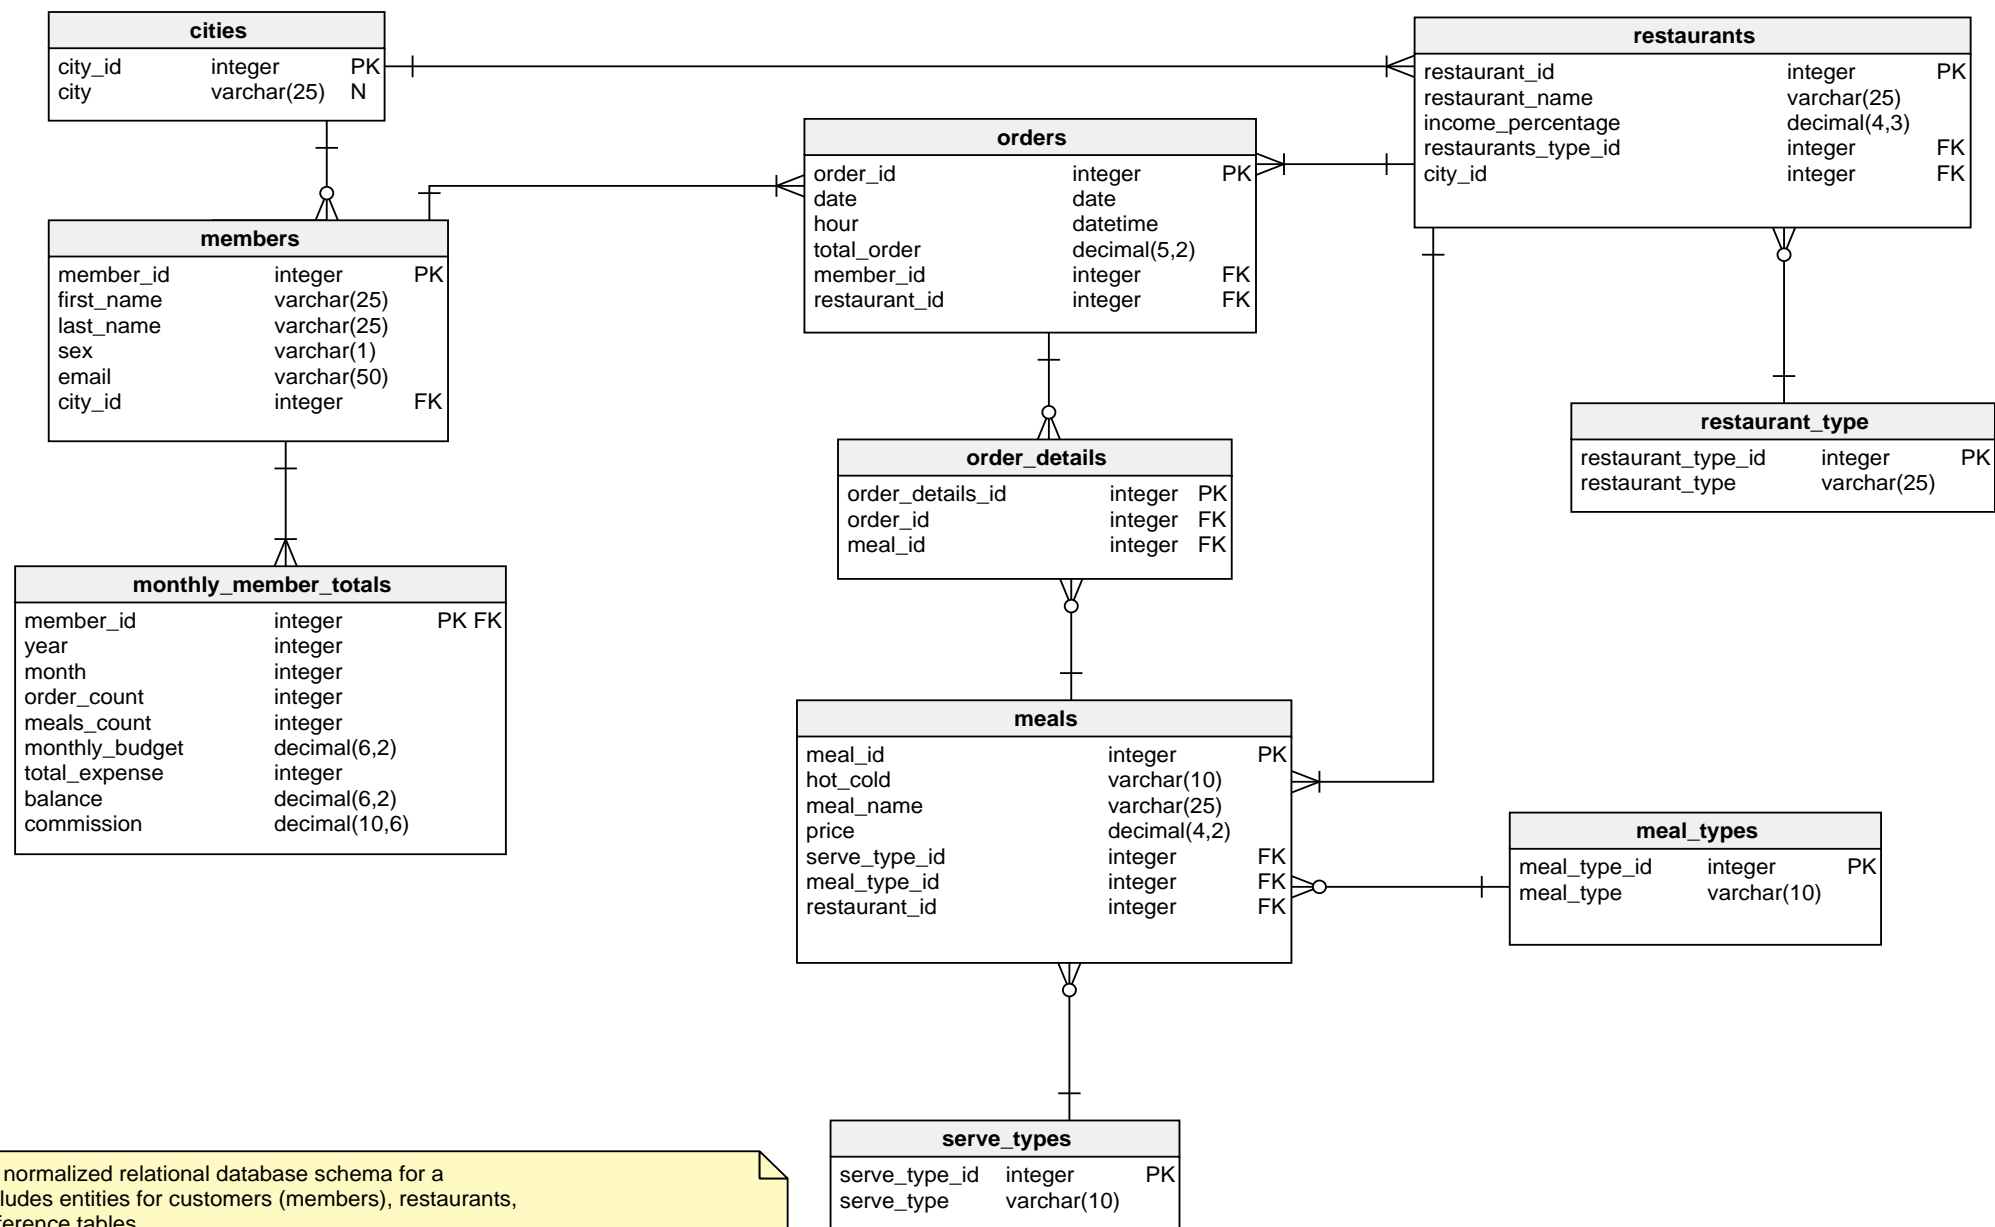 cities
city_id integer PK
city varchar(25) N
restaurants
restaurant_id integer PK
restaurant_name varchar(25)
income_percentage decimal(4,3)
restaurants_type_id integer FK
city_id integer FK
orders
order_id integer PK
date date
hour datetime
total_order decimal(5,2)
member_id integer FK
restaurant_id integer FK
members
member_id integer PK
first_name varchar(25)
last_name varchar(25)
sex varchar(1)
email varchar(50)
city_id integer FK
restaurant_type
restaurant_type_id integer PK
restaurant_type varchar(25)
order_details
order_details_id integer PK
order_id integer FK
meal_id integer FK
monthly_member_totals
member_id integer PK FK
year integer
month integer
order_count integer
meals_count integer
monthly_budget decimal(6,2)
total_expense integer
balance decimal(6,2)
commission decimal(10,6)
meals
meal_id integer PK
hot_cold varchar(10)
meal_name varchar(25)
price decimal(4,2)
serve_type_id integer FK
meal_type_id integer FK
restaurant_id integer FK
meal_types
meal_type_id integer PK
meal_type varchar(10)
serve_types
serve_type_id integer PK
serve_type varchar(10)
normalized relational database schema for a
entities for customers (members), restaurants,
tables